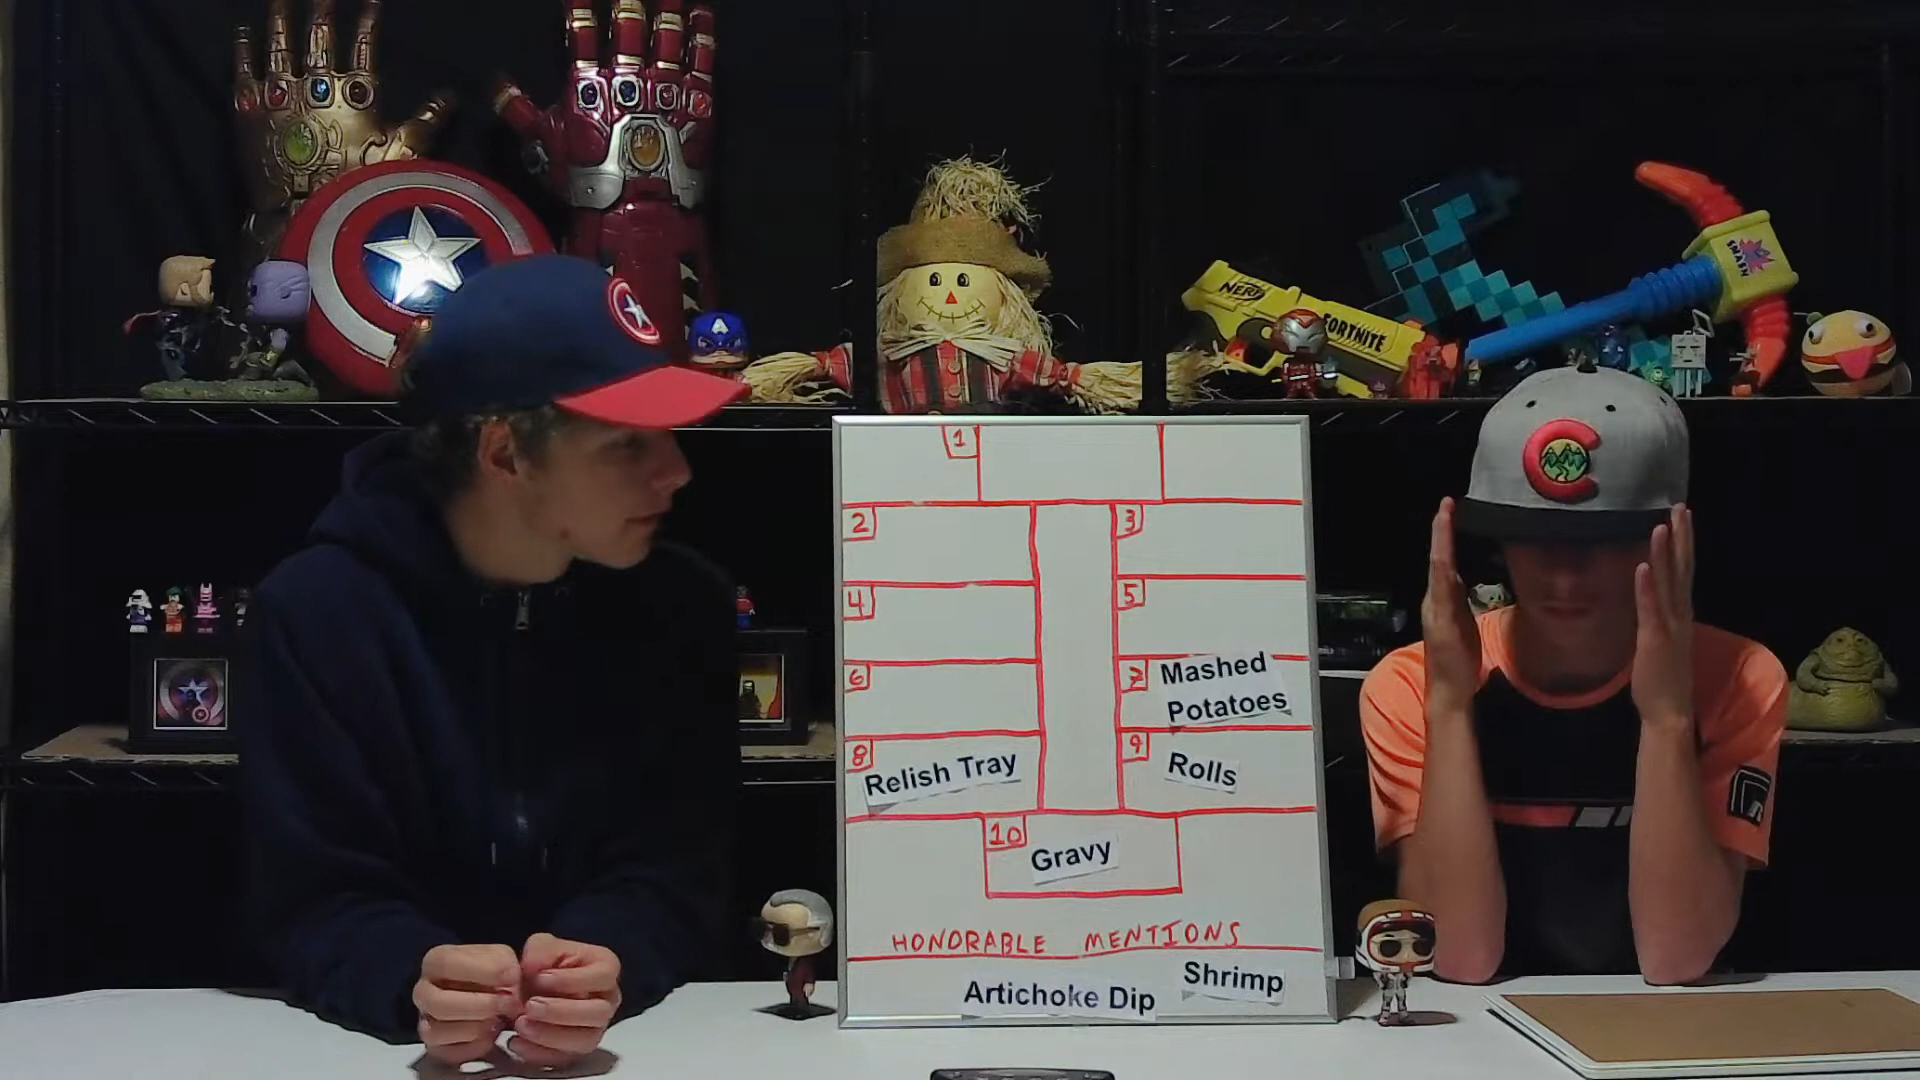 NERF
FORTNITE
SMASH
A
C
1
2
3
4
5
6
7
Mashed
Potatoes
8
Relish Tray
9
Rolls
10
Gravy
HONORABLE MENTIONS
Artichoke Dip
Shrimp